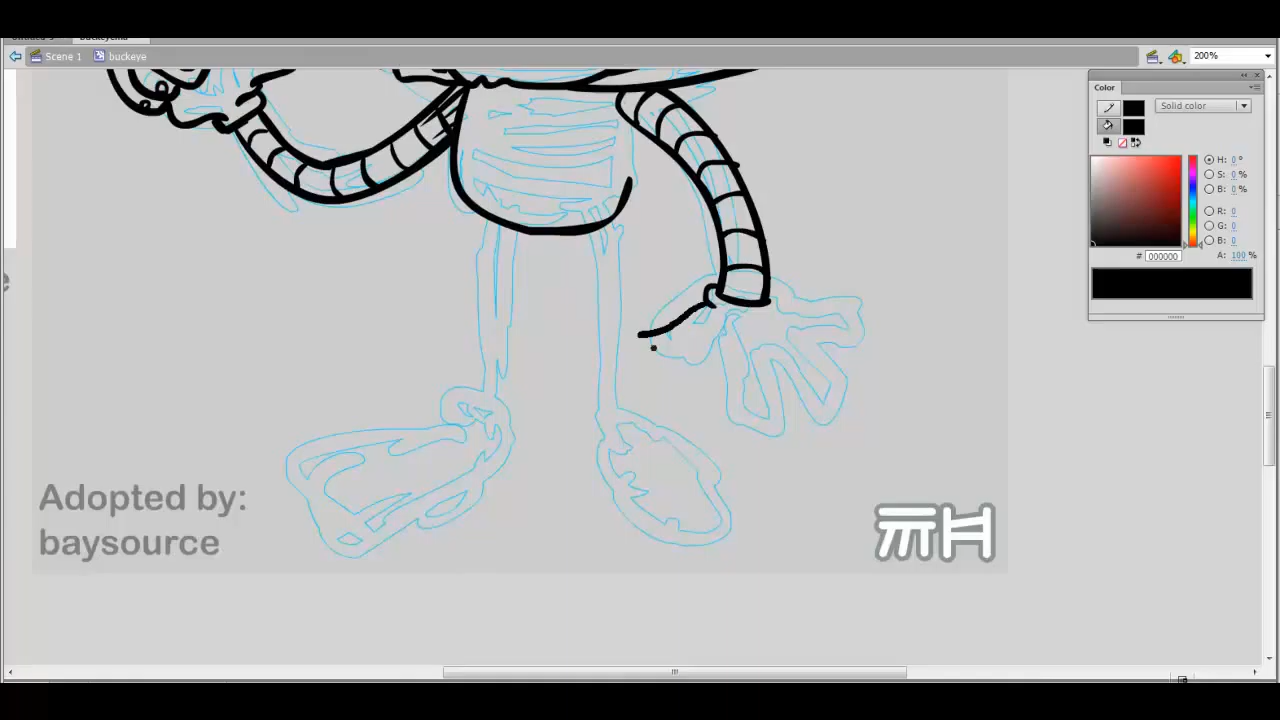 Scene 1 buckeye 200%
Color
Solid color
H: 0 °
S: 0 %
B: 0 %
R: 0
G: 0
B: 0
# 000000 A: 100 %
Adopted by:
baysource